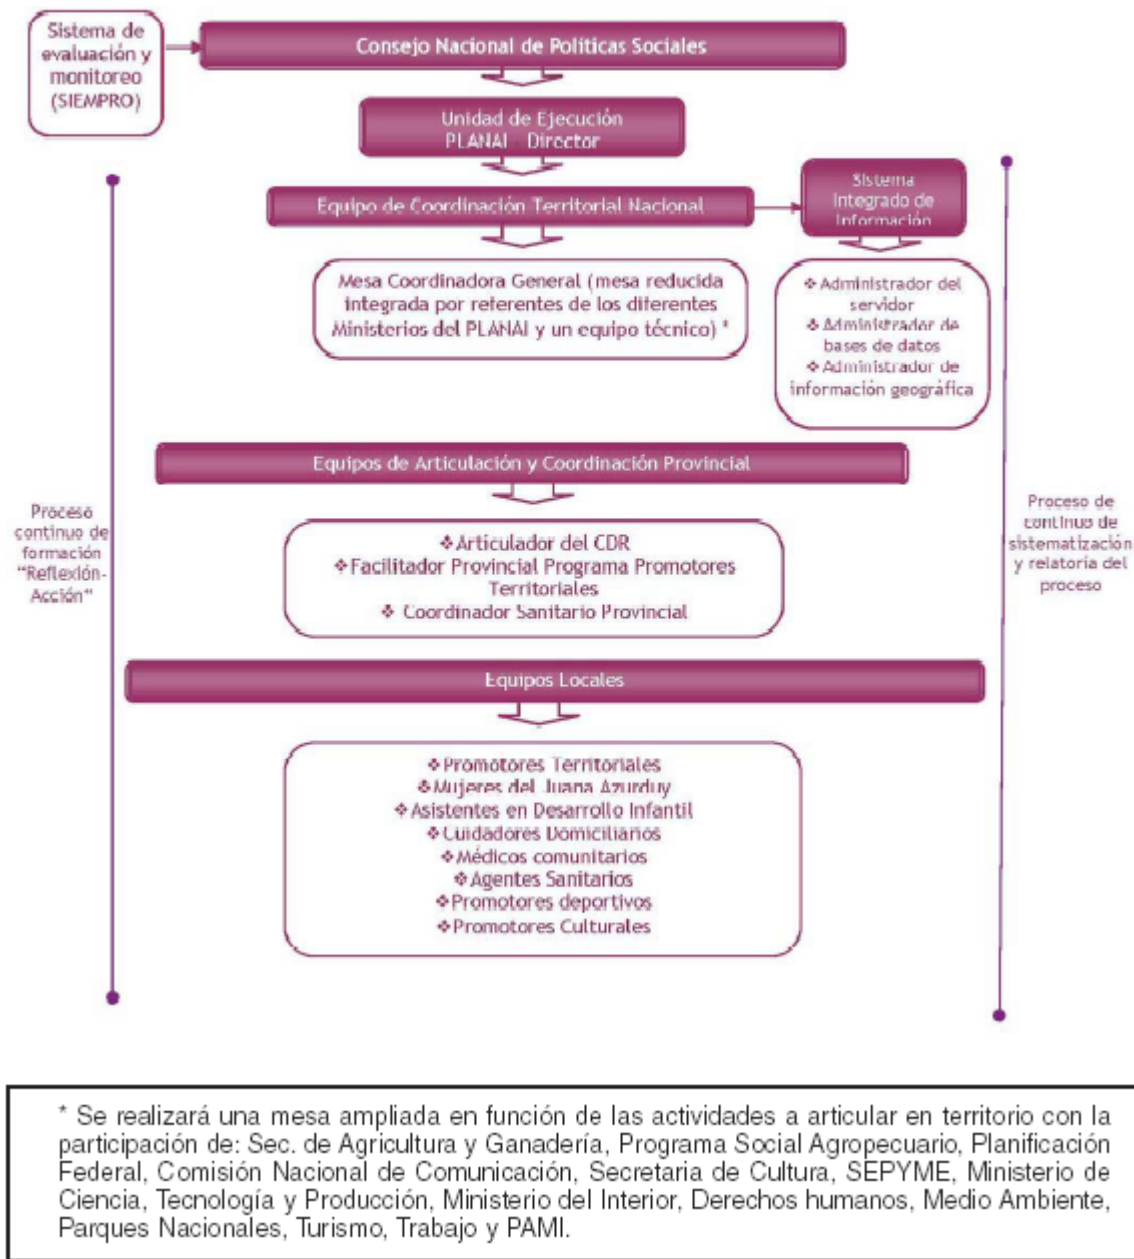 Sistema de
evaluación y
monitoreo
(SIEMPRO)
Consejo Nacional de Políticas Sociales
Unidad de Ejecución
PLANAI - Director
Equipo de Coordinación Territorial Nacional
Sistema
Integrado de
Información
Mesa Coordinadora General (mesa reducida
integrada por referentes de los diferentes
Ministerios del PLANAI y un equipo técnico) *
❖Administrador del
servidor
❖Administrador de
bases de datos
❖Administrador de
información geográfica
Equipos de Articulación y Coordinación Provincial
Proceso
continuo de
formación
"Reflexión-
Acción"
❖Articulador del CDR
❖Facilitador Provincial Programa Promotores
Territoriales
❖ Coordinador Sanitario Provincial
Proceso de
continuo de
sistematización
y relatoría del
proceso
Equipos Locales
❖Promotores Territoriales
❖Mujeres del Juana Azurduy
❖Asistentes en Desarrollo Infantil
❖Cuidadores Domiciliarios
❖Médicos comunitarios
❖Agentes Sanitarios
❖Promotores deportivos
❖Promotores Culturales
* Se realizará una mesa ampliada en función de las actividades a articular en territorio con la
participación de: Sec. de Agricultura y Ganadería, Programa Social Agropecuario, Planificación
Federal, Comisión Nacional de Comunicación, Secretaria de Cultura, SEPYME, Ministerio de
Ciencia, Tecnología y Producción, Ministerio del Interior, Derechos humanos, Medio Ambiente,
Parques Nacionales, Turismo, Trabajo y PAMI.